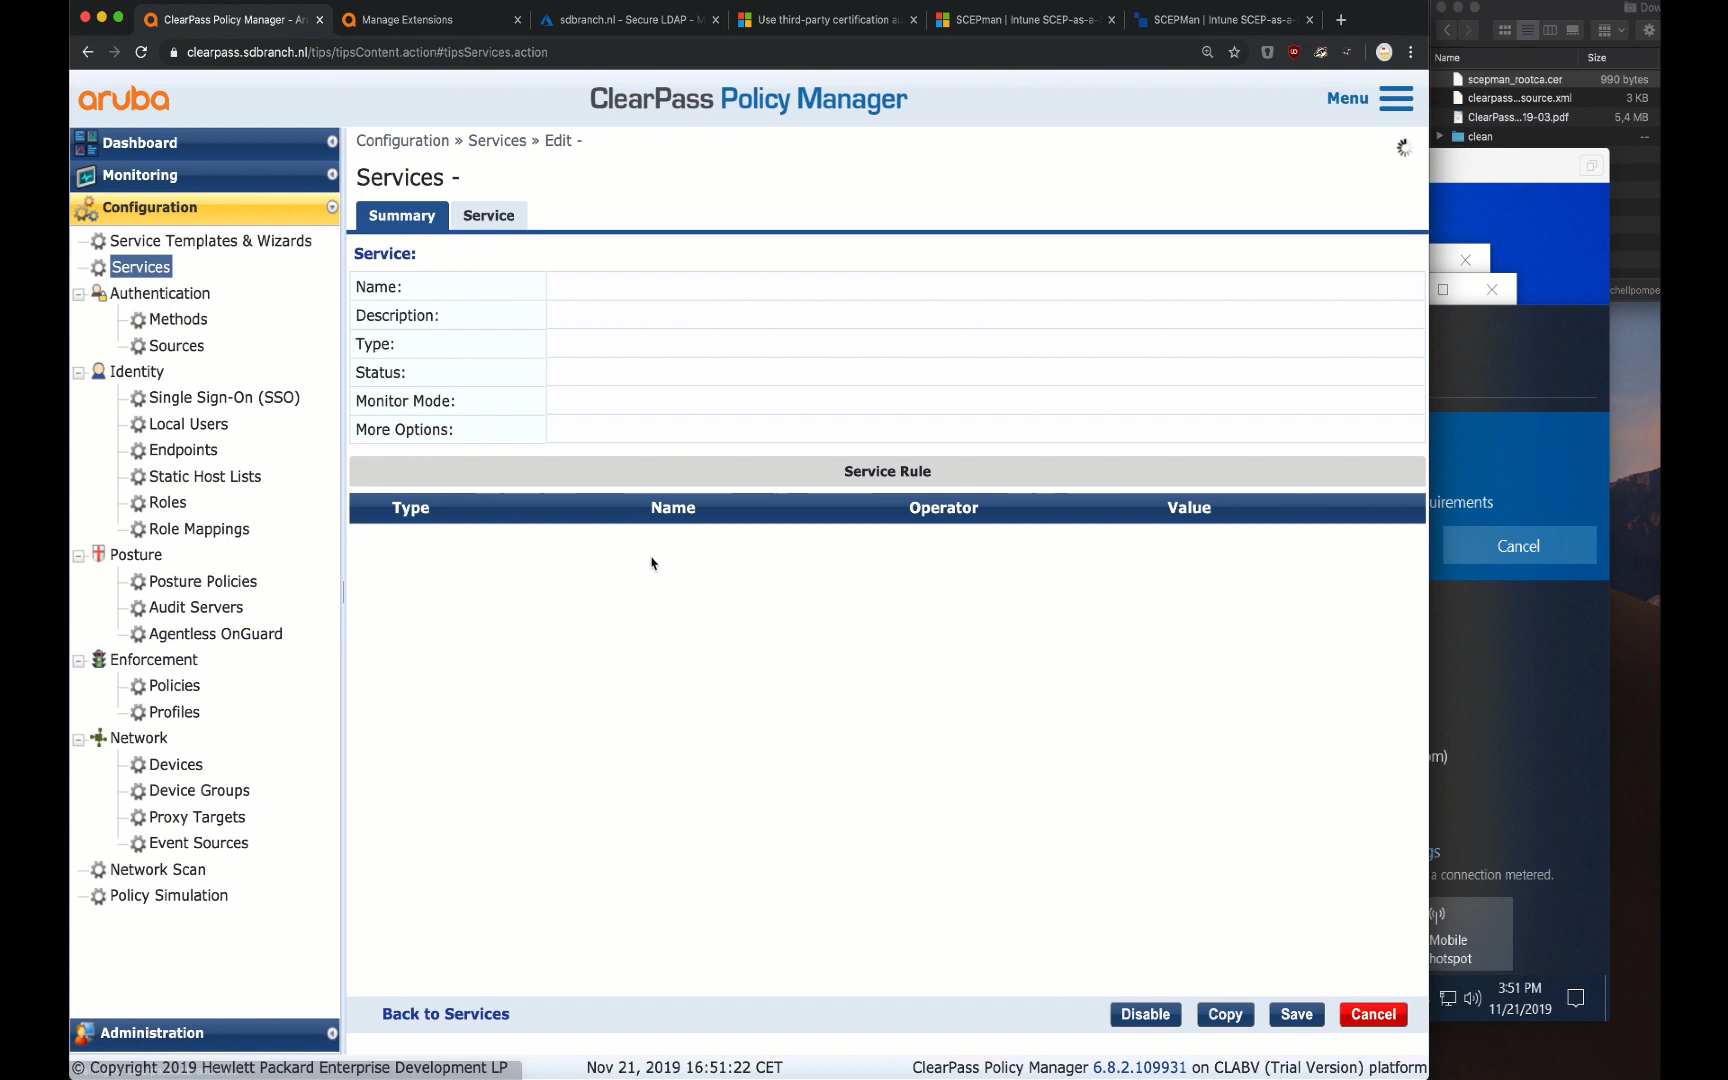 ClearPass Policy Manager - Ar
Manage Extensions
sdbranch.nl - Secure LDAP - M
Use third-party certification au
SCEPman | Intune SCEP-as-a-
SCEPMan | Intune SCEP-as-a-
clearpass.sdbranch.nl/tips/tipsContent.action#tipsServices.action
aruba
ClearPass Policy Manager
Menu
Dashboard
Monitoring
Configuration
Service Templates & Wizards
Services
Authentication
Methods
Sources
Identity
Single Sign-On (SSO)
Local Users
Endpoints
Static Host Lists
Roles
Role Mappings
Posture
Posture Policies
Audit Servers
Agentless OnGuard
Enforcement
Policies
Profiles
Network
Devices
Device Groups
Proxy Targets
Event Sources
Network Scan
Policy Simulation
Administration
Configuration » Services » Edit -
Services -
Summary
Service
Service:
Name:
Description:
Type:
Status:
Monitor Mode:
More Options:
Service Rule
Type Name Operator Value
Back to Services
Disable
Copy
Save
Cancel
© Copyright 2019 Hewlett Packard Enterprise Development LP
Nov 21, 2019 16:51:22 CET
ClearPass Policy Manager 6.8.2.109931 on CLABV (Trial Version) platform
Dow
Name Size
scepman_rootca.cer 990 bytes
clearpass...source.xml 3 KB
ClearPass...19-03.pdf 5,4 MB
clean --
chellpompe
uirements
Cancel
om)
gs
a connection metered.
Mobile
hotspot
3:51 PM
11/21/2019